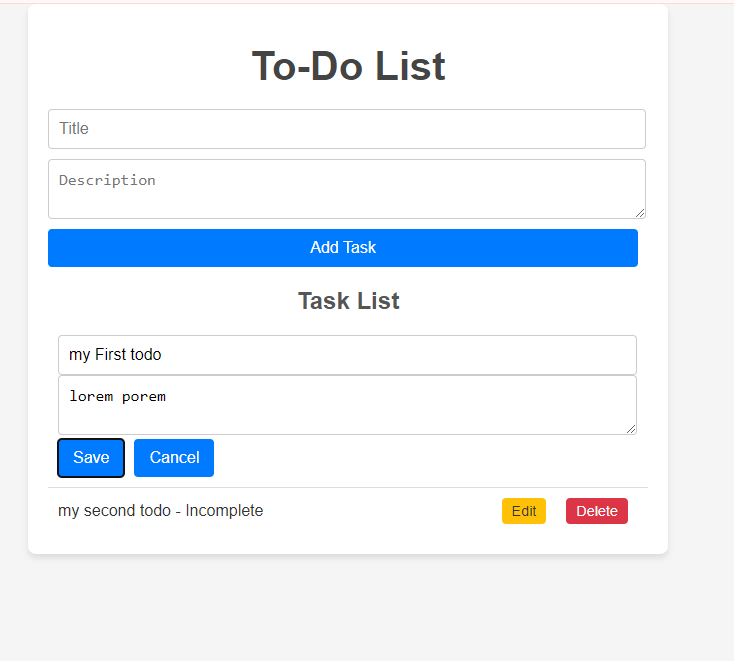 To-Do List
Title
Description
Add Task
Task List
my First todo
lorem porem
Save Cancel
my second todo - Incomplete Edit Delete